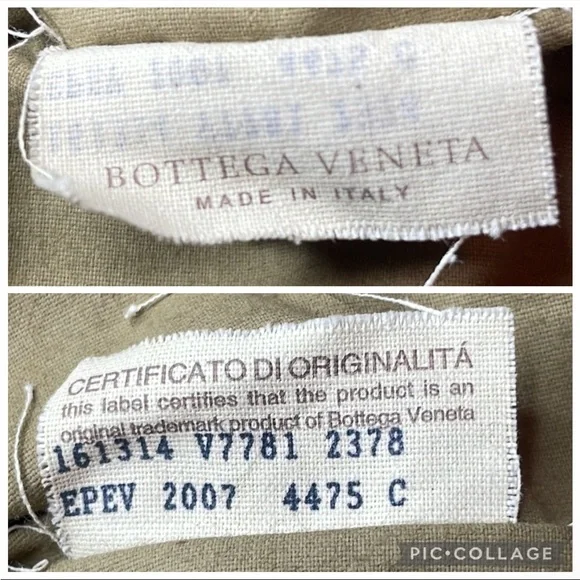 BOTTEGA VENETA
MADE IN ITALY
CERTIFICATO DI ORIGINALITÁ
this label certifies that the product is an
original trademark product of Bottega Veneta
161314 V7781 2378
EPEV 2007 4475 C
PIC•COLLAGE